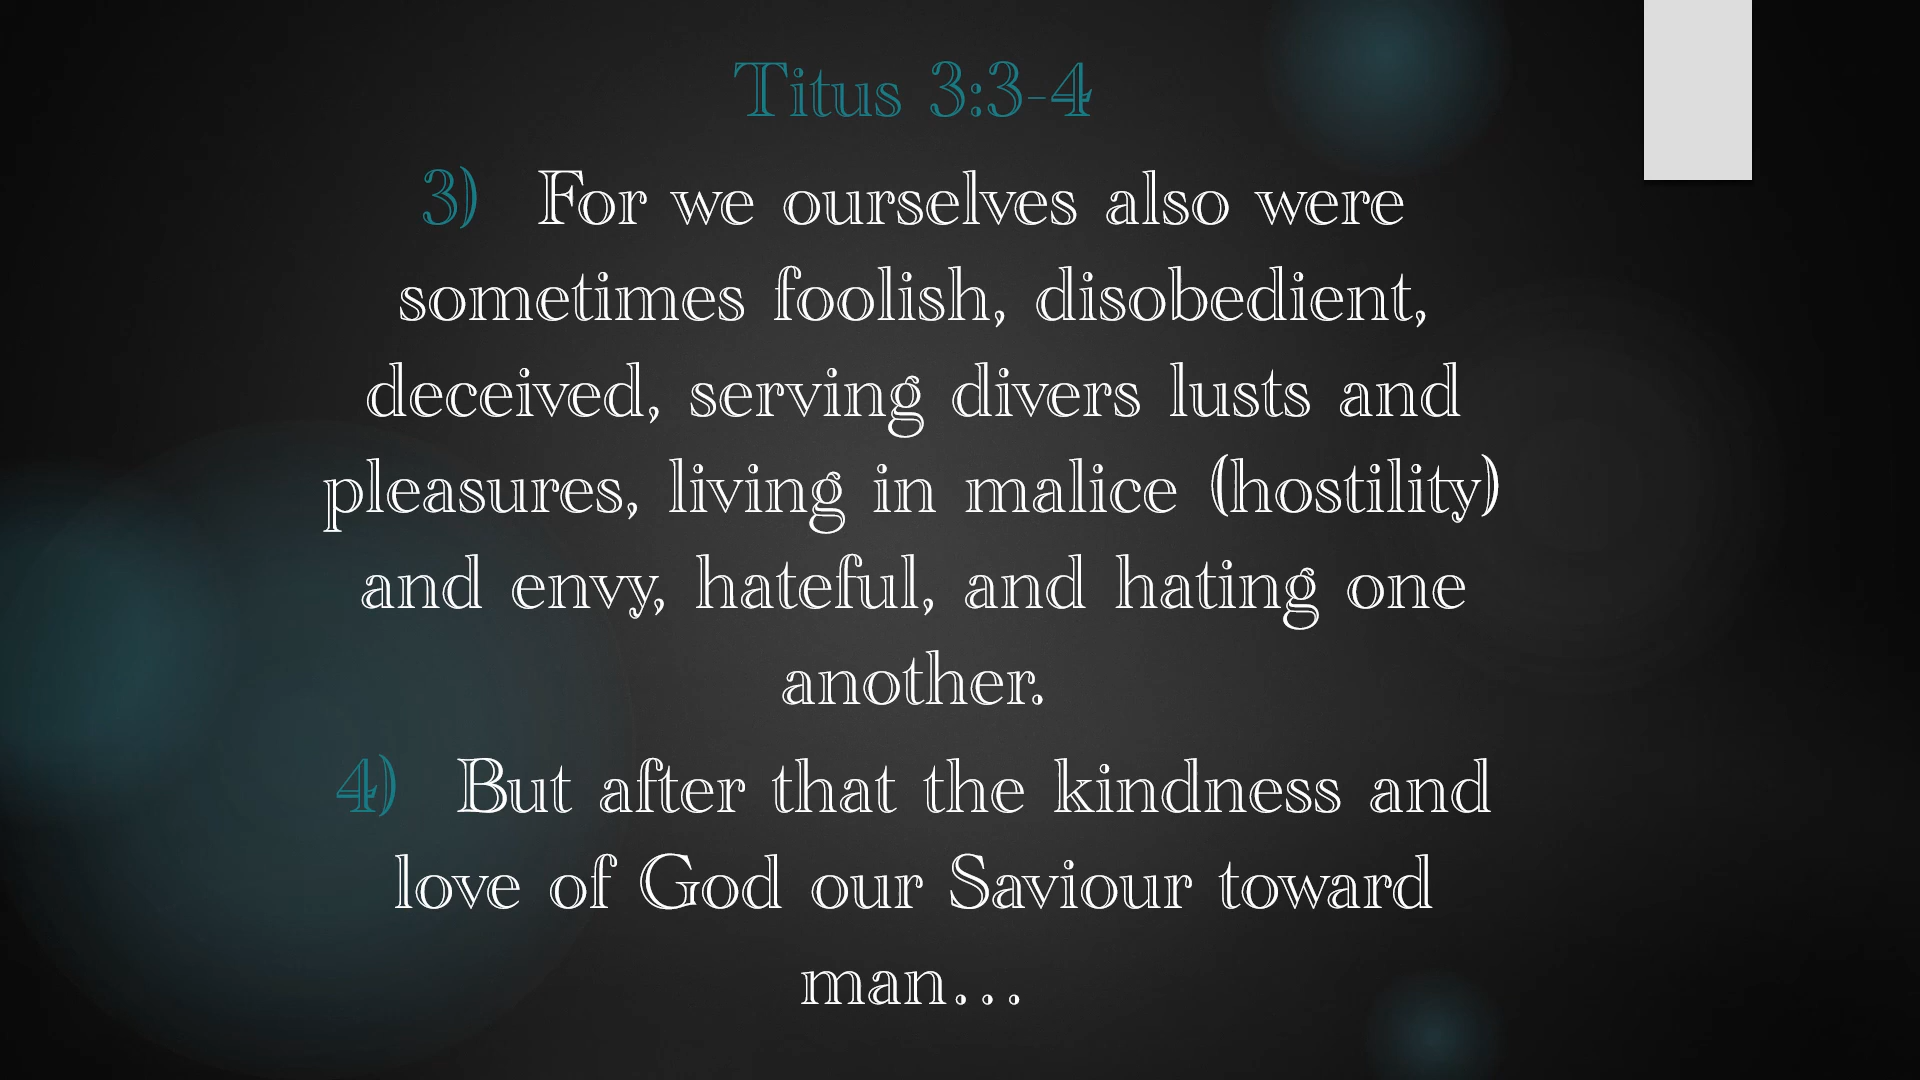 Titus 3:3-4
3) For we ourselves also were
sometimes foolish, disobedient,
deceived, serving divers lusts and
pleasures, living in malice (hostility)
and envy, hateful, and hating one
another.
4) But after that the kindness and
love of God our Saviour toward
man…